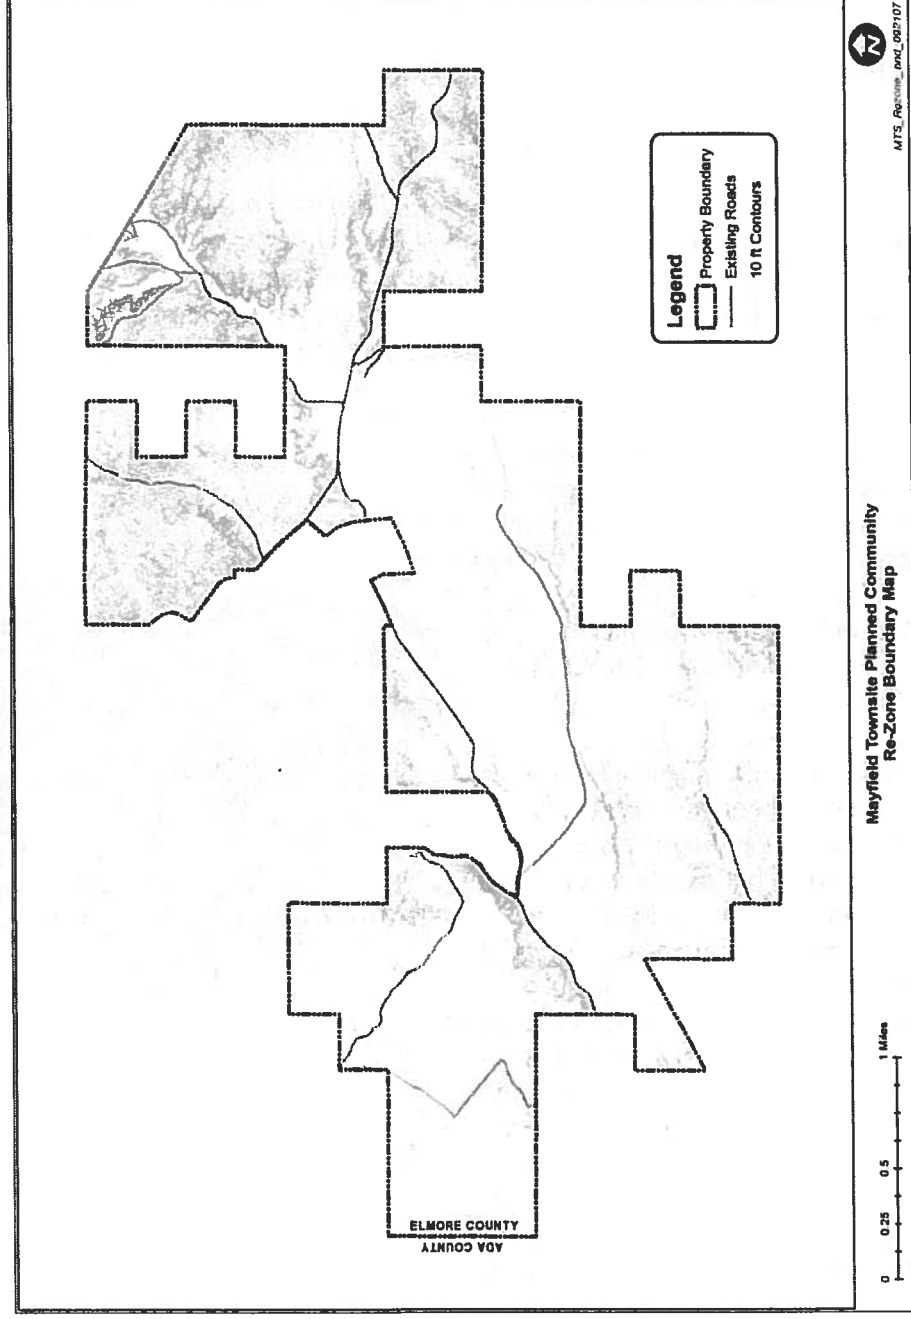 ELMORE COUNTY
ADA COUNTY
Legend
Property Boundary
Existing Roads
10 ft Contours
0 0.25 0.5 1 Miles
Mayfield Townsite Planned Community
Re-Zone Boundary Map
N
MTS_Rezone_bnd_092107